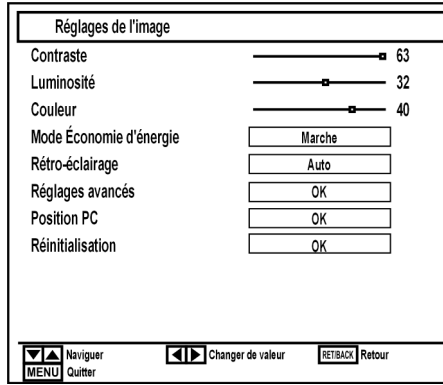 Réglages de l'image
Contraste 63
Luminosité 32
Couleur 40
Mode Économie d'énergie Marche
Rétro-éclairage Auto
Réglages avancés OK
Position PC OK
Réinitialisation OK
Naviguer Changer de valeur RET/BACK Retour
MENU Quitter